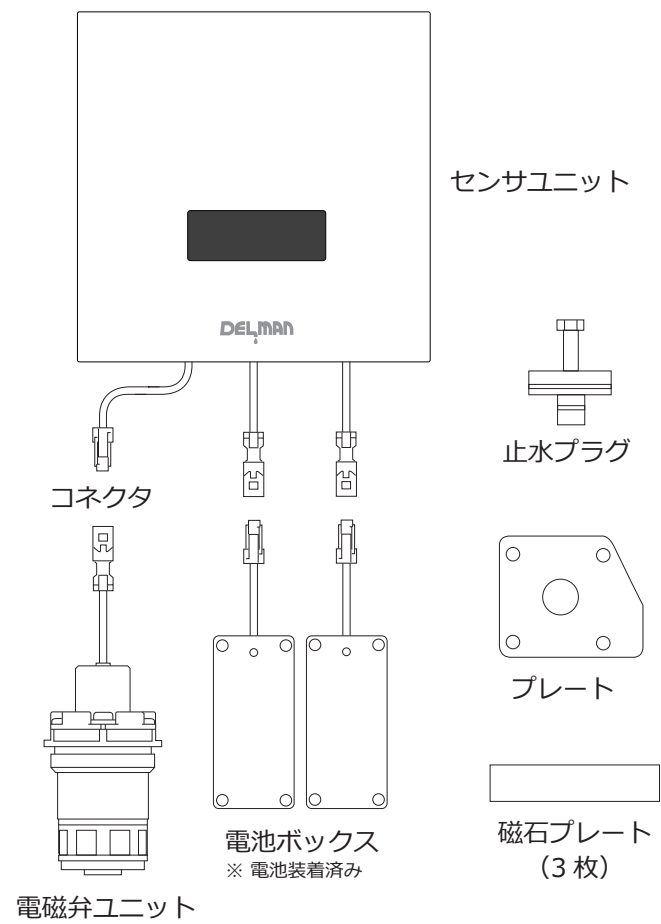 センサユニット
DELMAN
止水プラグ
コネクタ
プレート
電池ボックス
※ 電池装着済み
磁石プレート
（3 枚）
電磁弁ユニット